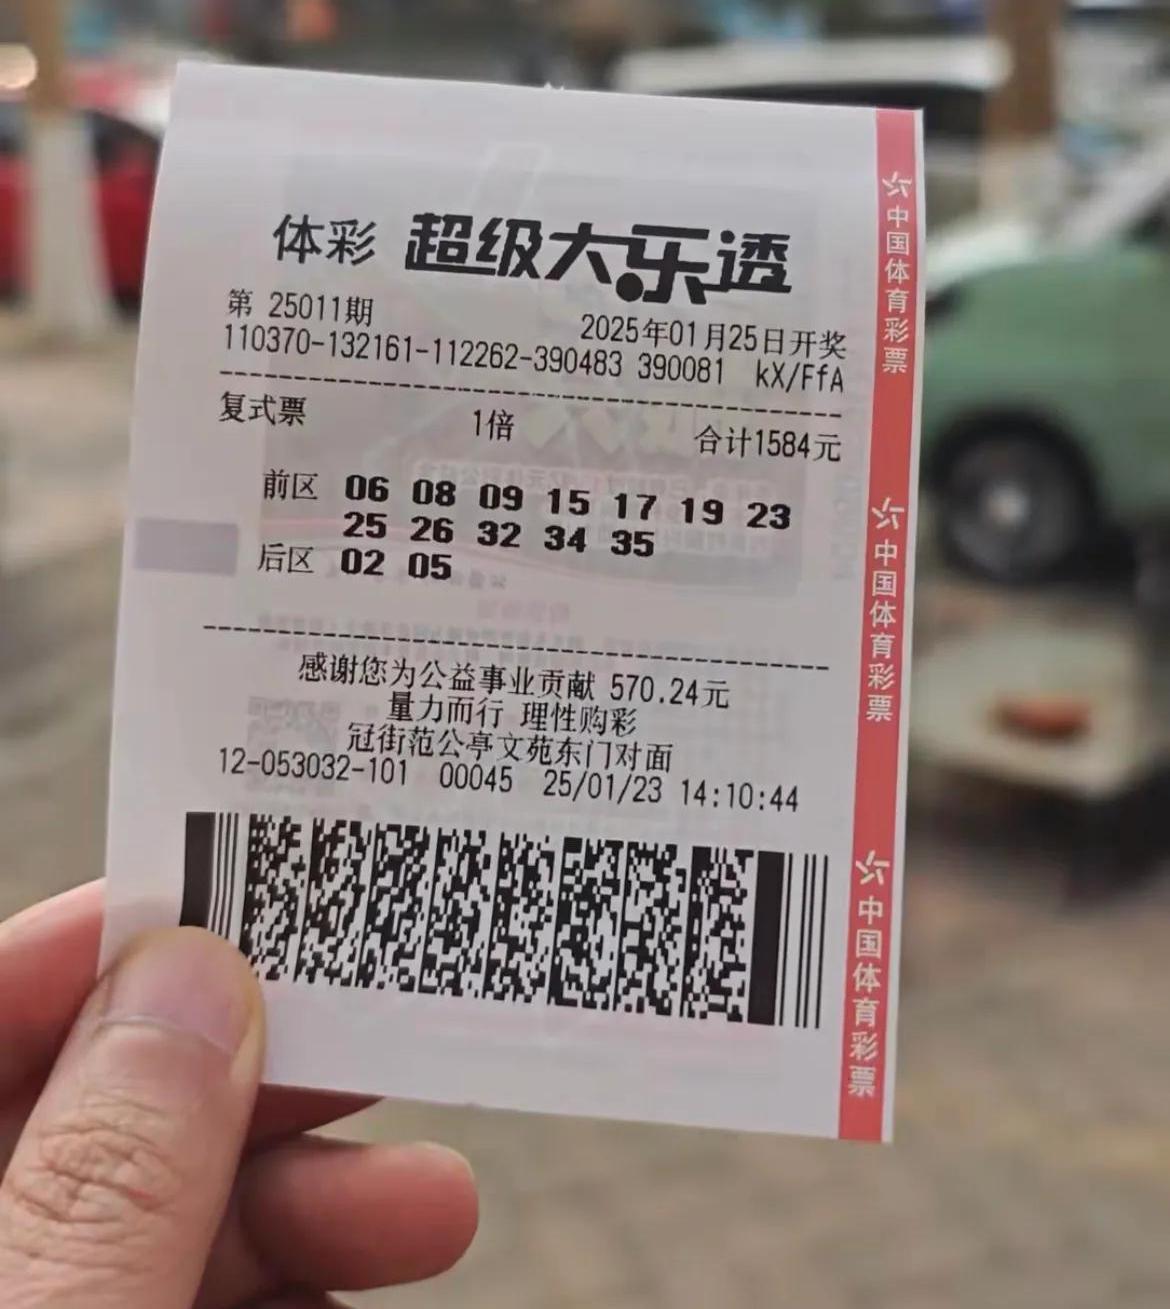 体彩 超级大乐透
第 25011期 2025年01月25日开奖
110370-132161-112262-390483 390081 kX/FfA
复式票 1倍 合计1584元
前区 06 08 09 15 17 19 23
25 26 32 34 35
后区 02 05
感谢您为公益事业贡献 570.24元
量力而行 理性购彩
冠街范公亭文苑东门对面
12-053032-101 00045 25/01/23 14:10:44
中国体育彩票
中国体育彩票
中国体育彩票